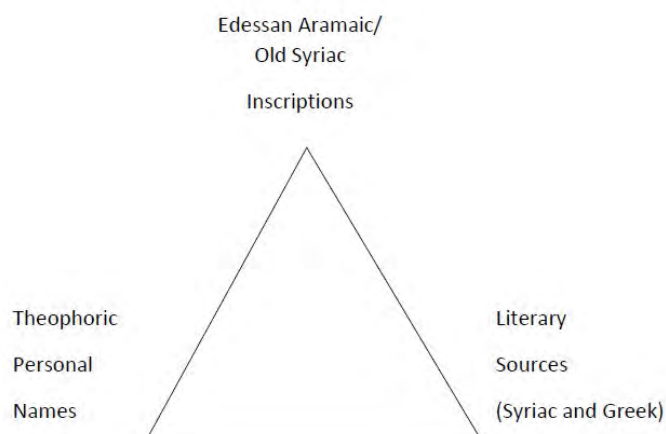 Edessan Aramaic/
Old Syriac
Inscriptions
Theophoric
Personal
Names
Literary
Sources
(Syriac and Greek)